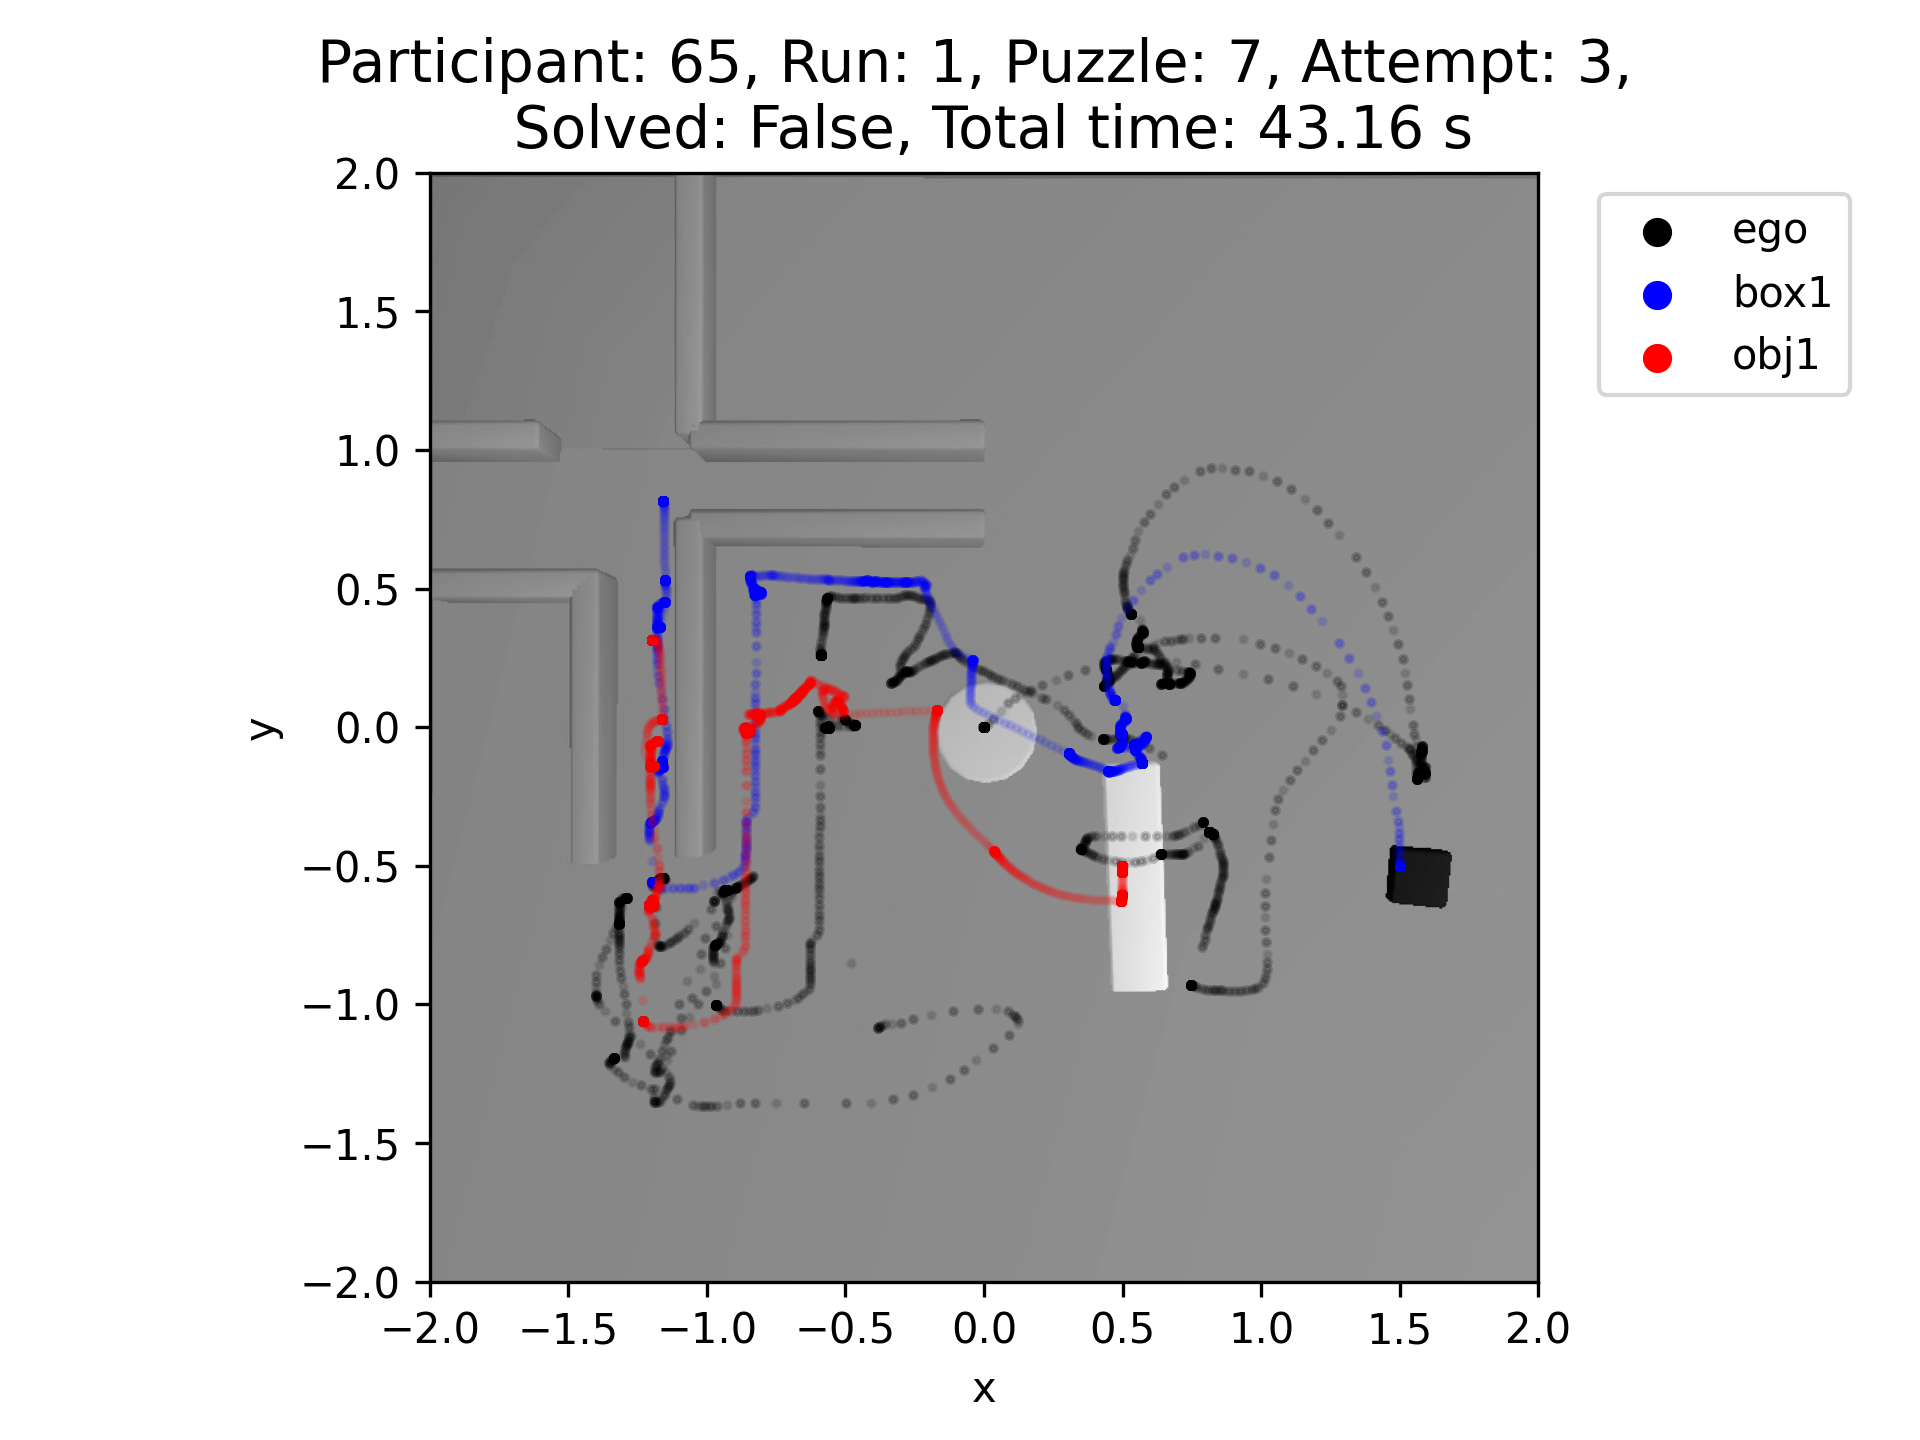 Participant: 65, Run: 1, Puzzle: 7, Attempt: 3,
Solved: False, Total time: 43.16 s
ego
box1
obj1
2.0
1.5
1.0
0.5
0.0
−0.5
−1.0
−1.5
−2.0
y
−2.0 −1.5 −1.0 −0.5 0.0 0.5 1.0 1.5 2.0
x